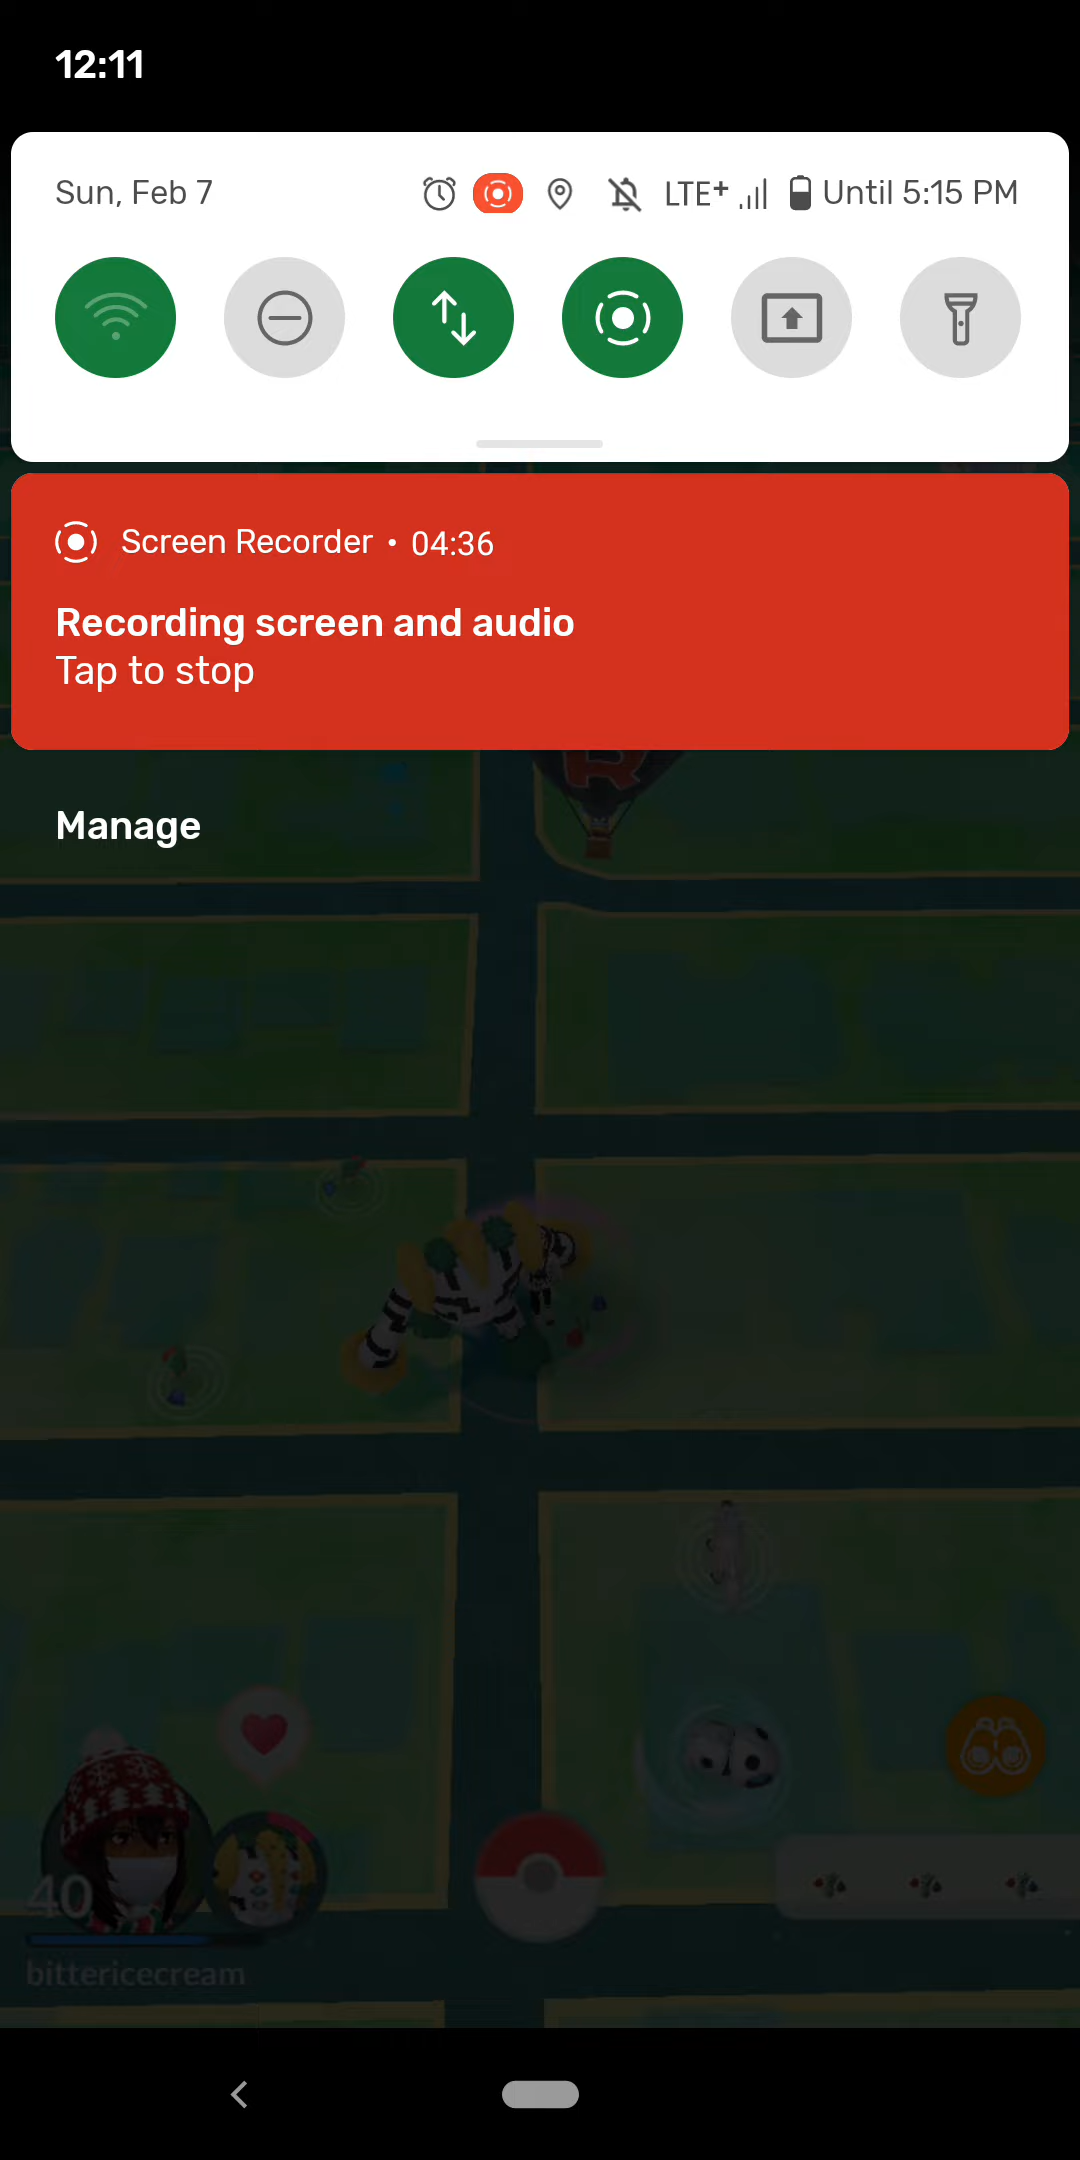 12:11
Sun, Feb 7 LTE+ Until 5:15 PM
Screen Recorder • 04:36
Recording screen and audio
Tap to stop
R
Manage
40
bittericecream